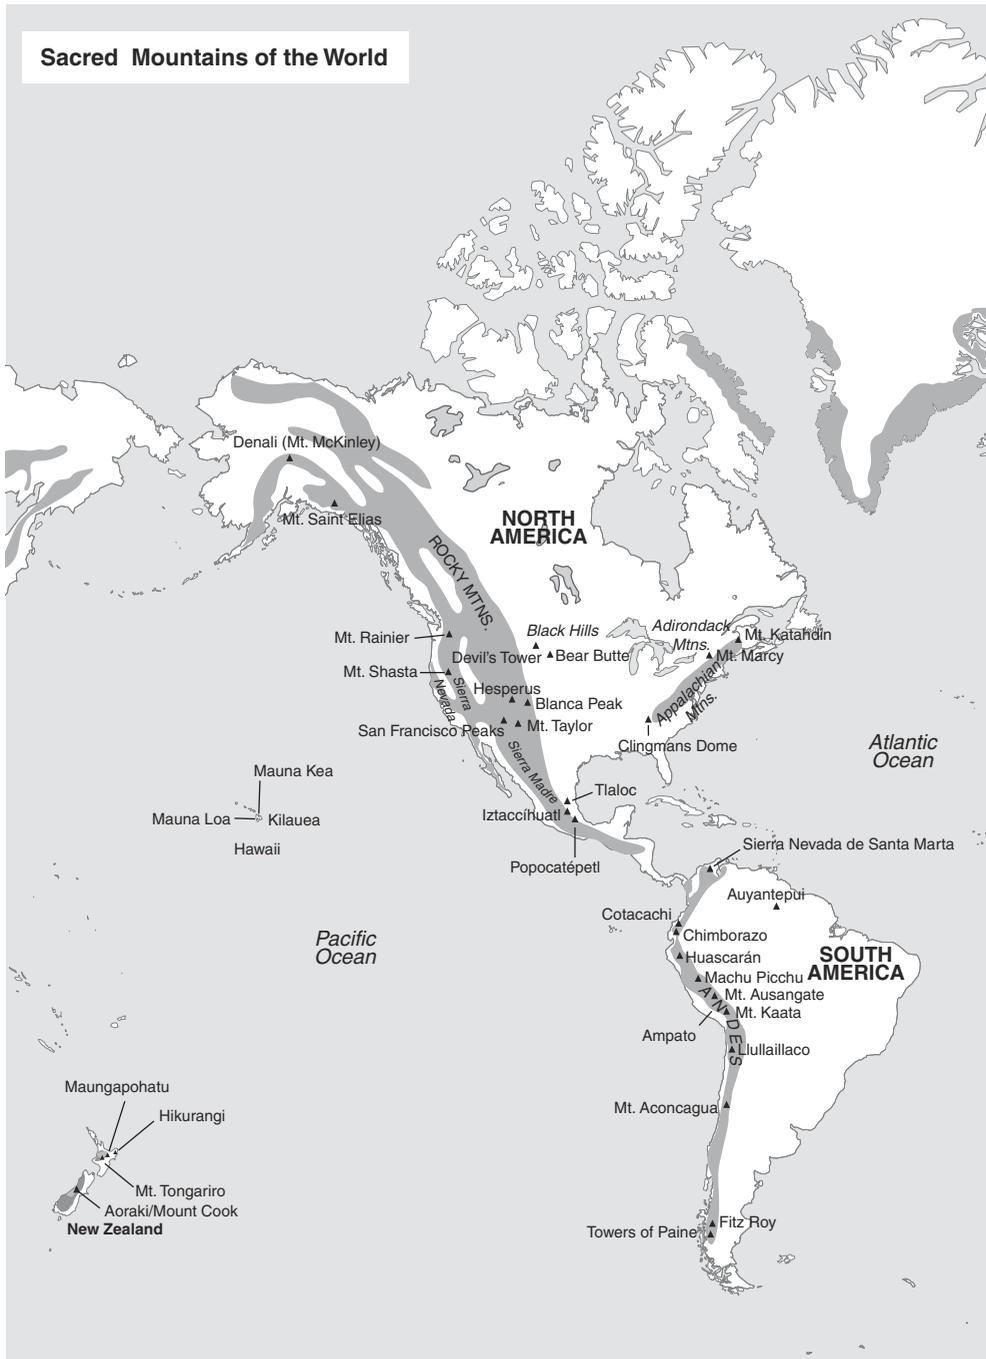 Sacred Mountains of the World
Denali (Mt. McKinley)
Mt. Saint Elias
NORTH
AMERICA
ROCKY MTNS.
Mt. Rainier
Black Hills
Adirondack
Mtns.
Mt. Katahdin
Devil's Tower
Bear Butte
Mt. Marcy
Mt. Shasta
Sierra
Nevada
Hesperus
Blanca Peak
Appalachian
Mtns.
San Francisco Peaks
Mt. Taylor
Clingmans Dome
Atlantic
Ocean
Sierra Madre
Mauna Kea
Tlaloc
Mauna Loa
Kilauea
Iztaccíhuatl
Hawaii
Popocatépetl
Sierra Nevada de Santa Marta
Auyantepui
Cotacachi
Chimborazo
Pacific
Ocean
Huascarán
SOUTH
AMERICA
Machu Picchu
ANDES
Mt. Ausangate
Mt. Kaata
Ampato
Llullaillaco
Maungapohatu
Hikurangi
Mt. Aconcagua
Mt. Tongariro
Aoraki/Mount Cook
New Zealand
Fitz Roy
Towers of Paine